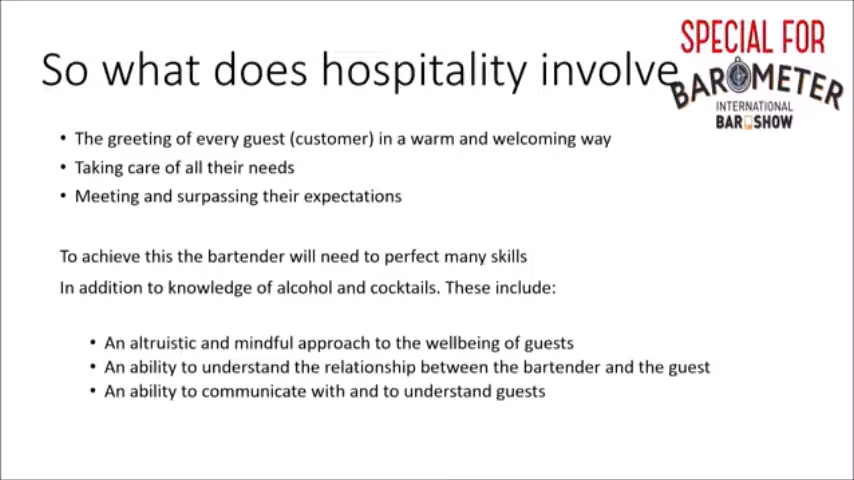 So what does hospitality involve
SPECIAL FOR
BAROMETER
INTERNATIONAL
BAR SHOW
• The greeting of every guest (customer) in a warm and welcoming way
• Taking care of all their needs
• Meeting and surpassing their expectations
To achieve this the bartender will need to perfect many skills
In addition to knowledge of alcohol and cocktails. These include:
• An altruistic and mindful approach to the wellbeing of guests
• An ability to understand the relationship between the bartender and the guest
• An ability to communicate with and to understand guests